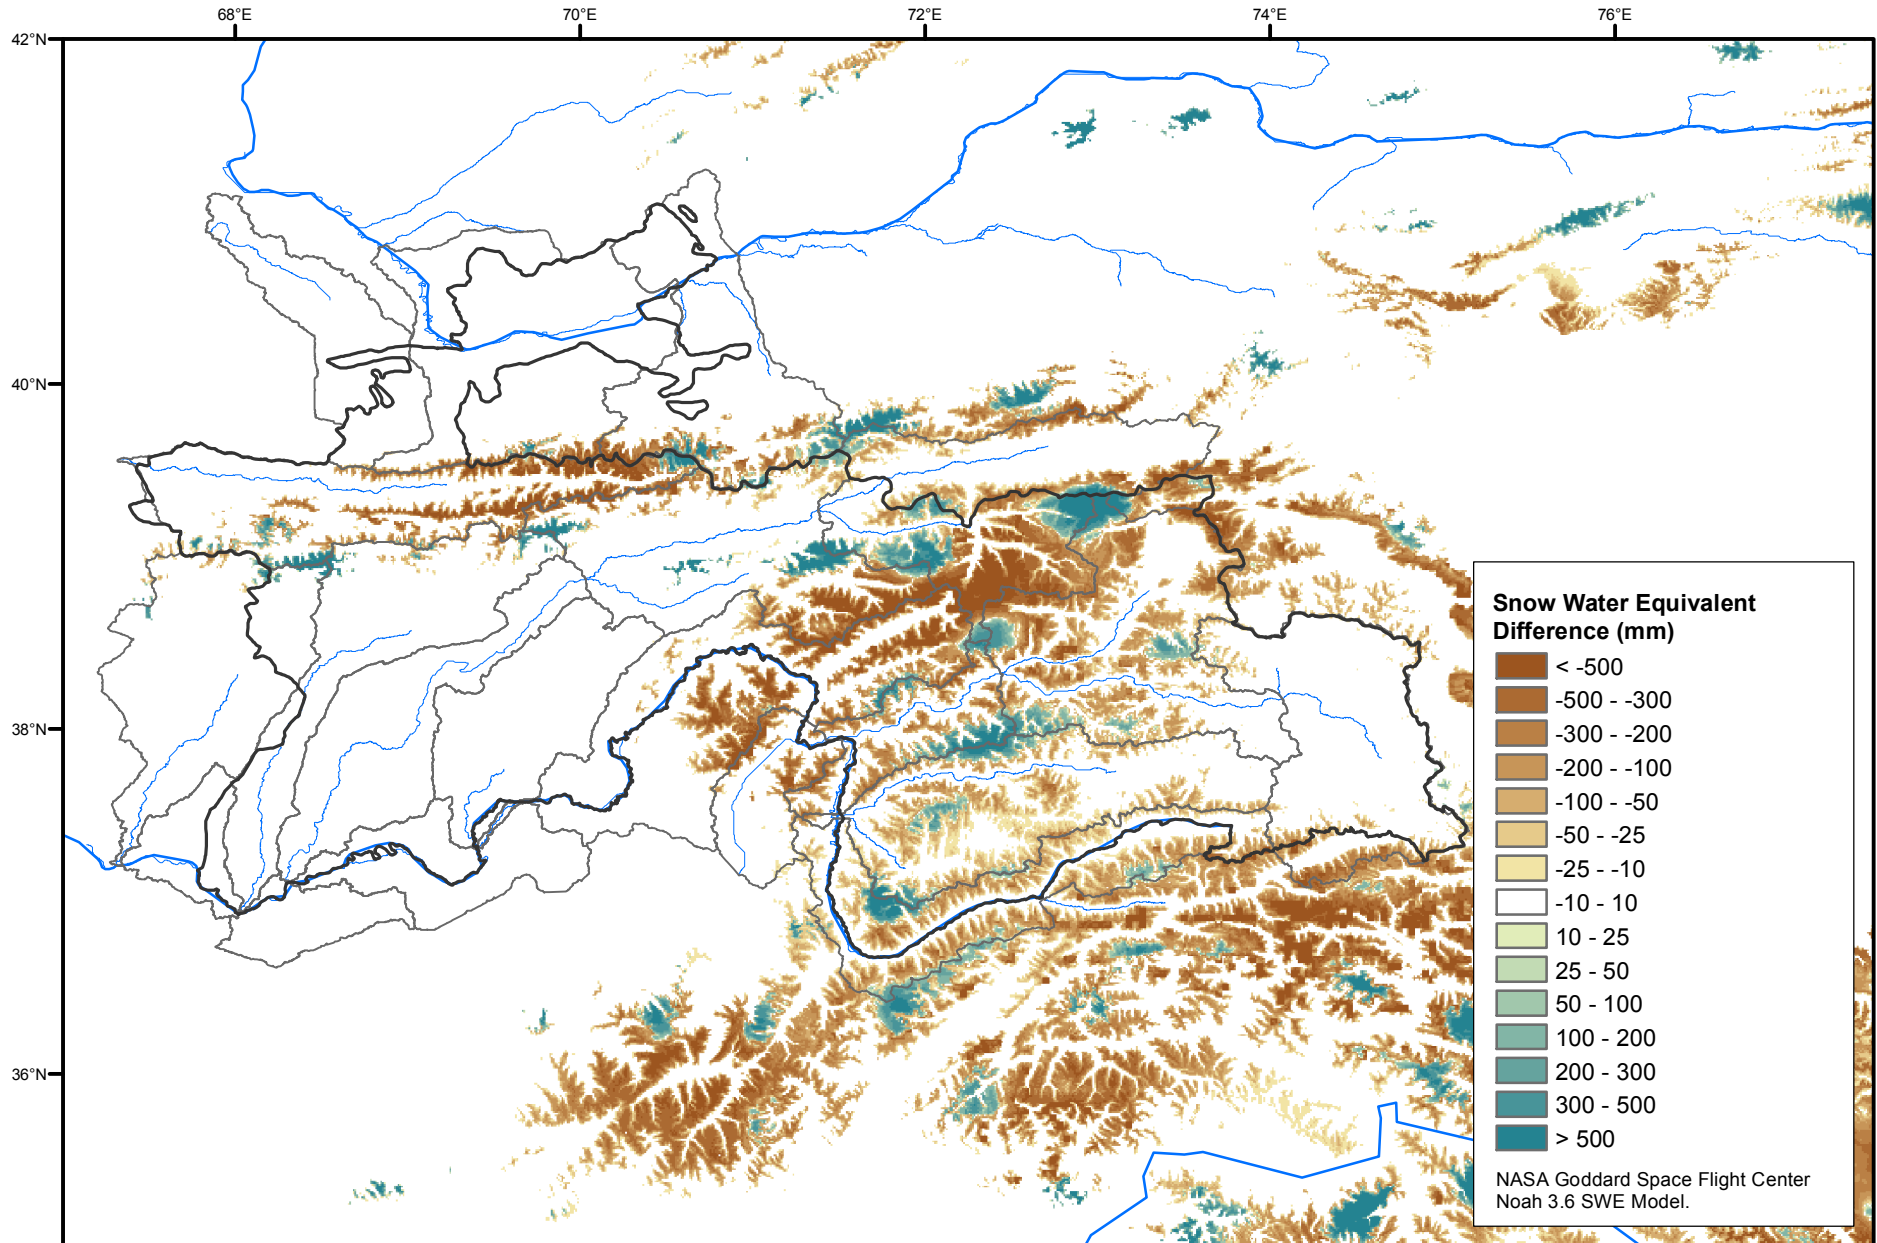 68°E
70°E
72°E
74°E
76°E
42°N
40°N
38°N
36°N
Snow Water Equivalent
Difference (mm)
< -500
-500 - -300
-300 - -200
-200 - -100
-100 - -50
-50 - -25
-25 - -10
-10 - 10
10 - 25
25 - 50
50 - 100
100 - 200
200 - 300
300 - 500
> 500
NASA Goddard Space Flight Center
Noah 3.6 SWE Model.